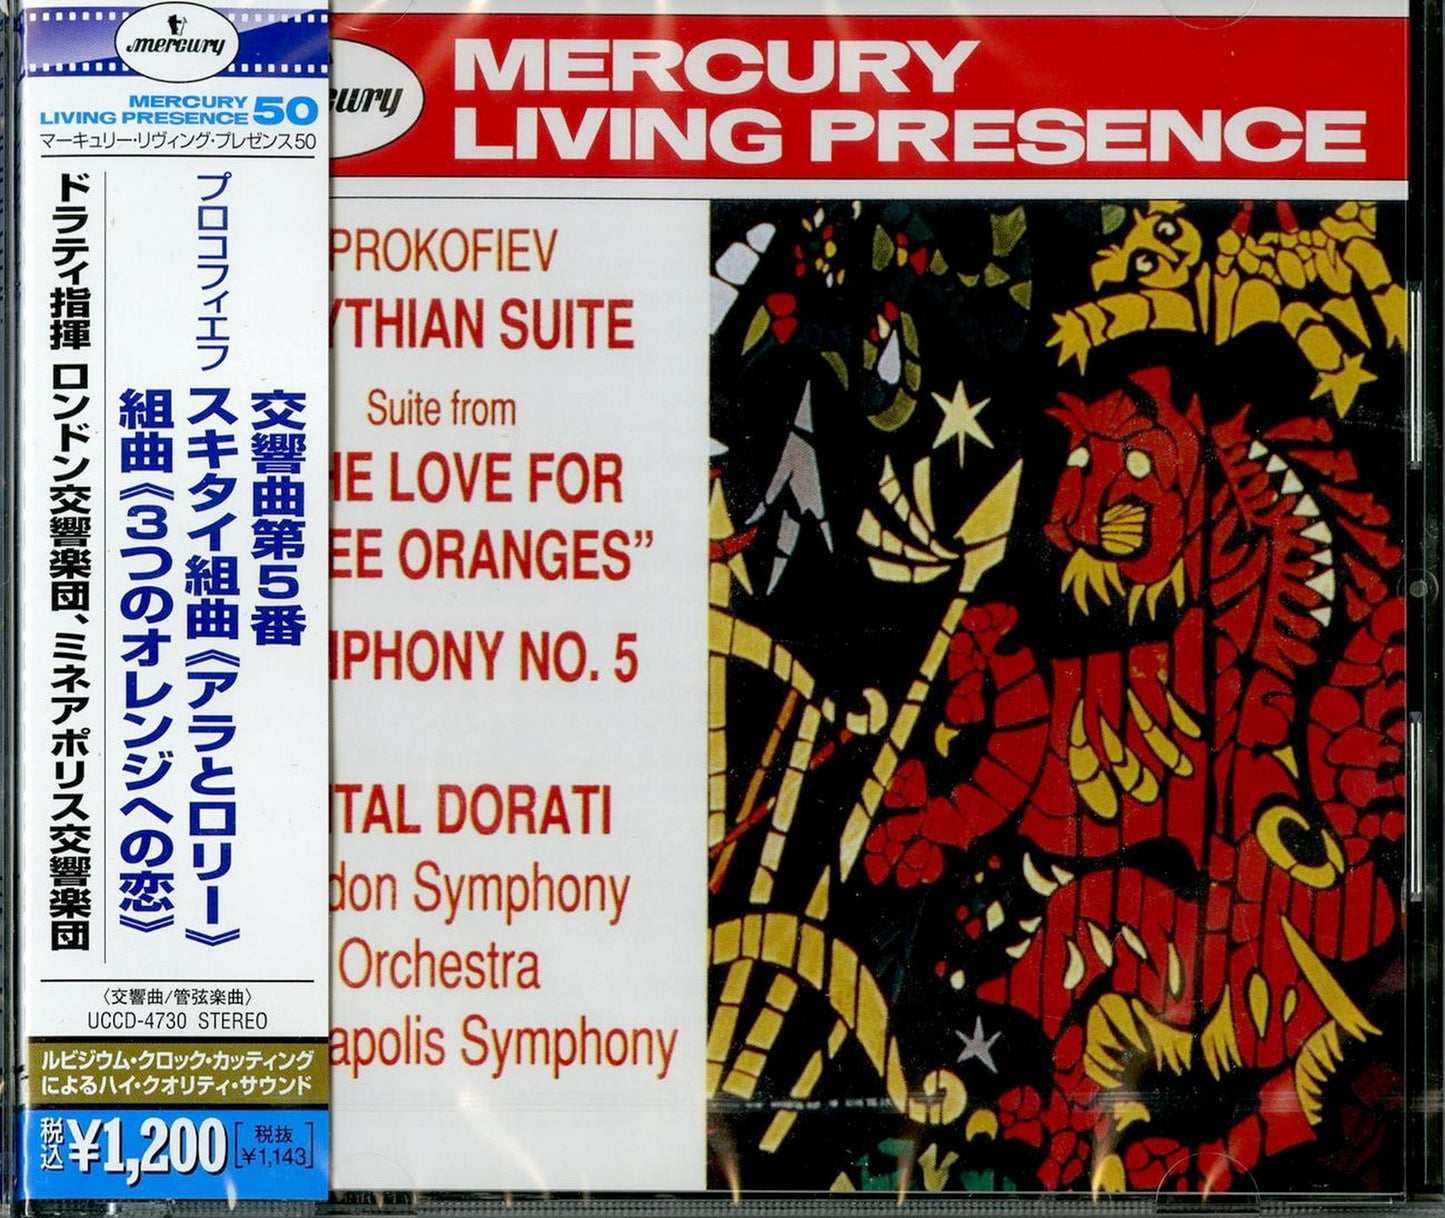 mercury
MERCURY
LIVING PRESENCE 50
マーキュリー・リヴィング・プレゼンス50
プロコフィエフ
交響曲第5番
スキタイ組曲《アラとロリー》
組曲《3つのオレンジへの恋》
ドラティ指揮 ロンドン交響楽団、ミネアポリス交響楽団
〈交響曲/管弦楽曲〉
UCCD-4730 STEREO
ルビジウム・クロック・カッティング
によるハイ・クオリティ・サウンド
税込 ¥1,200 [税抜 ¥1,143]
cury
MERCURY
LIVING PRESENCE
PROKOFIEV
YTHIAN SUITE
Suite from
HE LOVE FOR
EE ORANGES”
PHONY NO. 5
TAL DORATI
don Symphony
Orchestra
apolis Symphony